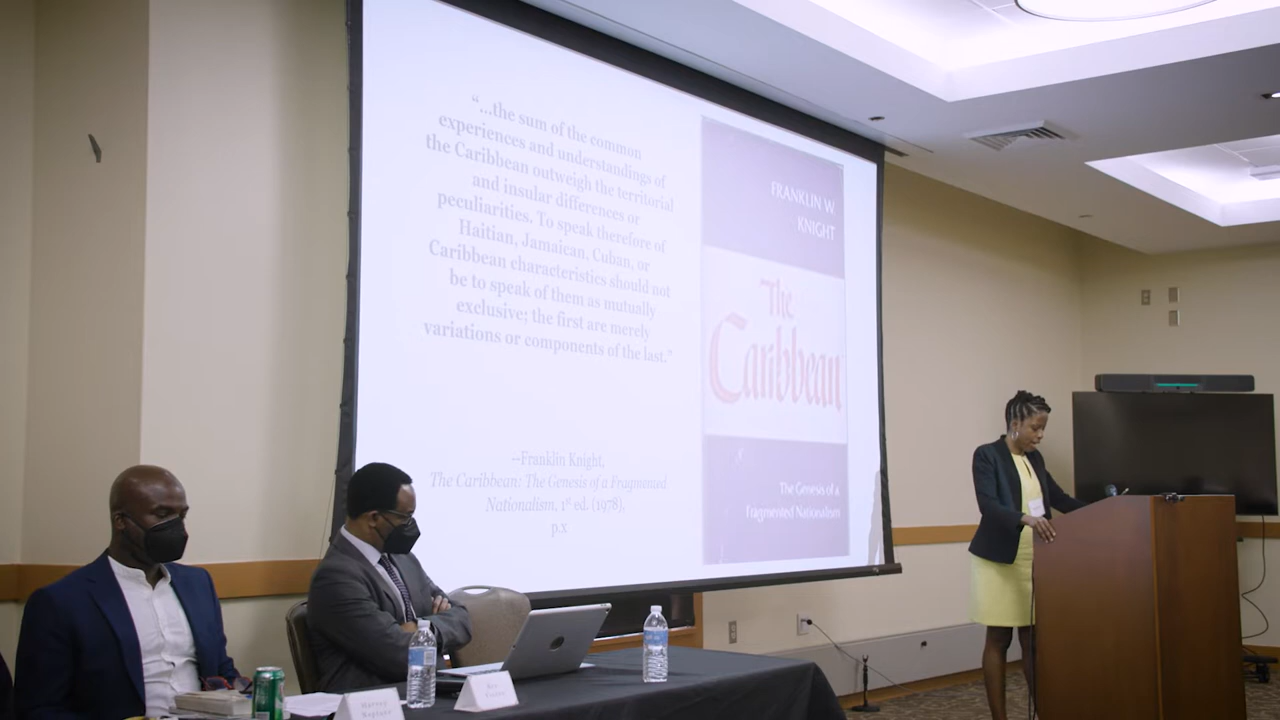 “...the sum of the common
experiences and understandings of
the Caribbean outweigh the territorial
and insular differences or
peculiarities. To speak therefore of
Haitian, Jamaican, Cuban, or
Caribbean characteristics should not
be to speak of them as mutually
exclusive; the first are merely
variations or components of the last.”
--Franklin Knight,
The Caribbean: The Genesis of a Fragmented
Nationalism, 1st ed. (1978).
p.x
FRANKLIN W.
KNIGHT
The
Caribbean
The Genesis of a
Fragmented Nationalism
Harvey